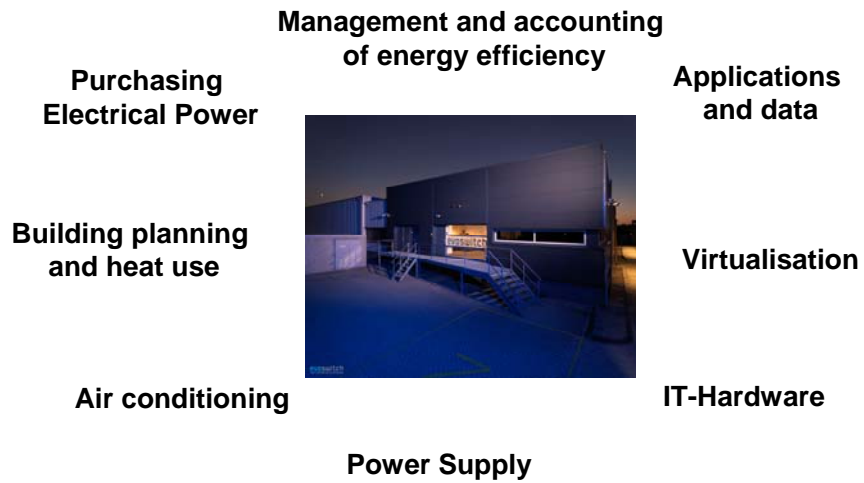 Management and accounting
of energy efficiency
Purchasing
Electrical Power
Applications
and data
Building planning
and heat use
Virtualisation
Air conditioning
IT-Hardware
Power Supply
evoswitch